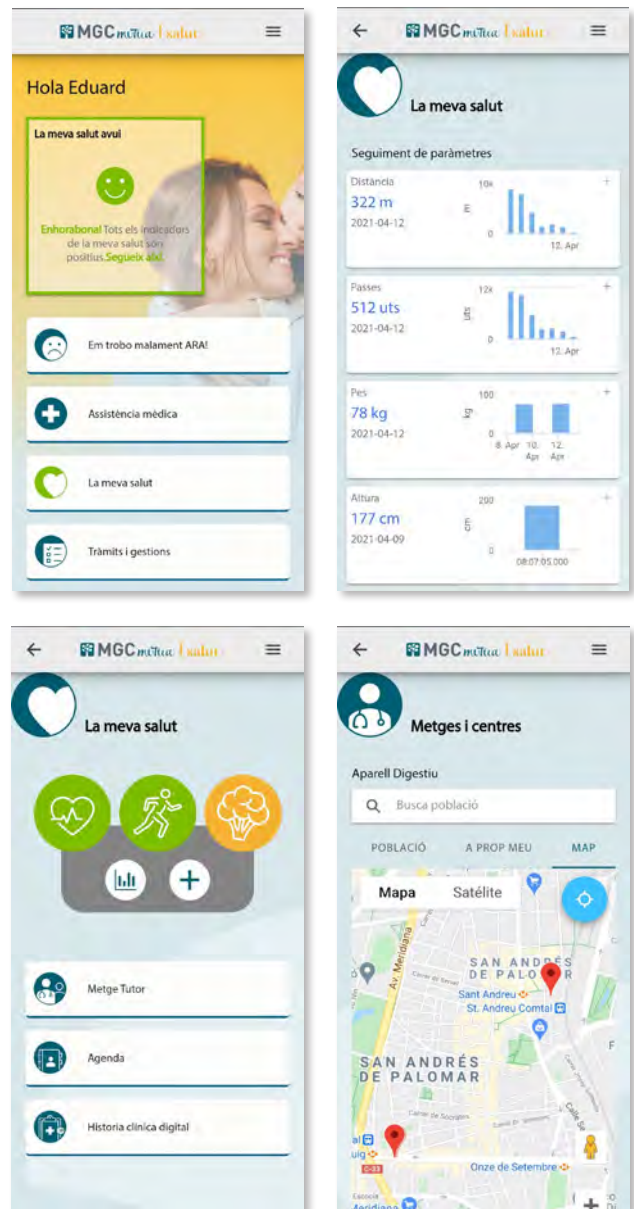 MGC mútua | salut
Hola Eduard
La meva salut avui
Enhorabona! Tots els indicadors
de la meva salut són
positius. Segueix així.
Em trobo malament ARA!
Assistència mèdica
La meva salut
Tràmits i gestions
MGC mútua | salut
La meva salut
Seguiment de paràmetres
Distància
322 m
2021-04-12
10k
m
0
12. Apr
+
Passes
512 uts
2021-04-12
12k
uts
0
12. Apr
+
Pes
78 kg
2021-04-12
100
kg
0
8. Apr 10. Apr 12. Apr
+
Altura
177 cm
2021-04-09
200
cm
0
08:07:05.000
+
MGC mútua | salut
La meva salut
Metge Tutor
Agenda
Historia clínica digital
MGC mútua | salut
Metges i centres
Aparell Digestiu
Busca població
POBLACIÓ A PROP MEU MAP
Mapa Satélite
Av. Meridiana
SAN ANDRÉS
DE PALO
Sant Andreu
St. Andreu Comtal
SAN ANDRÉS
DE PALOMAR
Carrer de Sòcrates
C-33
Onze de Setembre
Meridiana